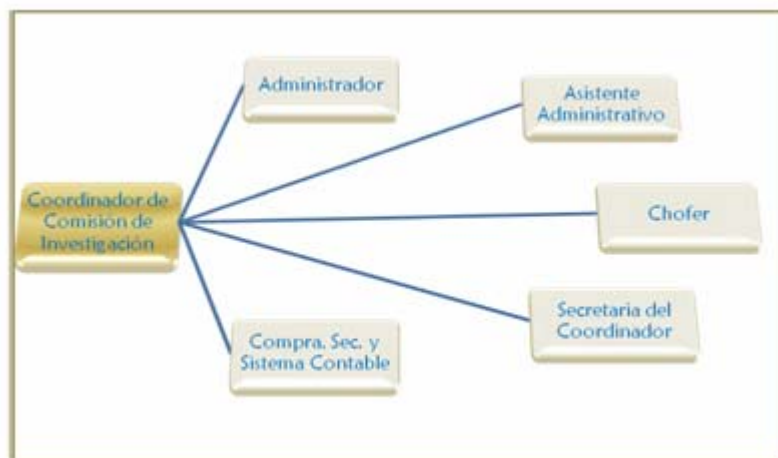 Administrador
Asistente
Administrativo
Coordinador de
Comisión de
Investigación
Chofer
Secretaria del
Coordinador
Compra. Sec. y
Sistema Contable